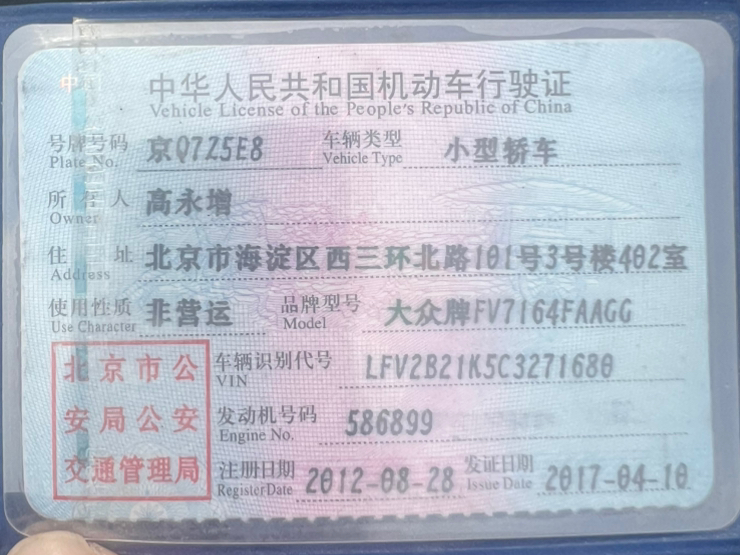 中华人民共和国机动车行驶证
Vehicle License of the People's Republic of China
号牌号码 京Q7Z5E8 车辆类型 小型轿车
Plate No. Vehicle Type
所有人 高永增
Owner
住址 北京市海淀区西三环北路101号3号楼402室
Address
使用性质 非营运 品牌型号 大众牌FV7164FAAGG
Use Character Model
车辆识别代号 LFV2B21K5C3271680
VIN
发动机号码 586899
Engine No.
注册日期 2012-08-28 发证日期 2017-04-10
Register Date Issue Date
北京市公
安局公安
交通管理局